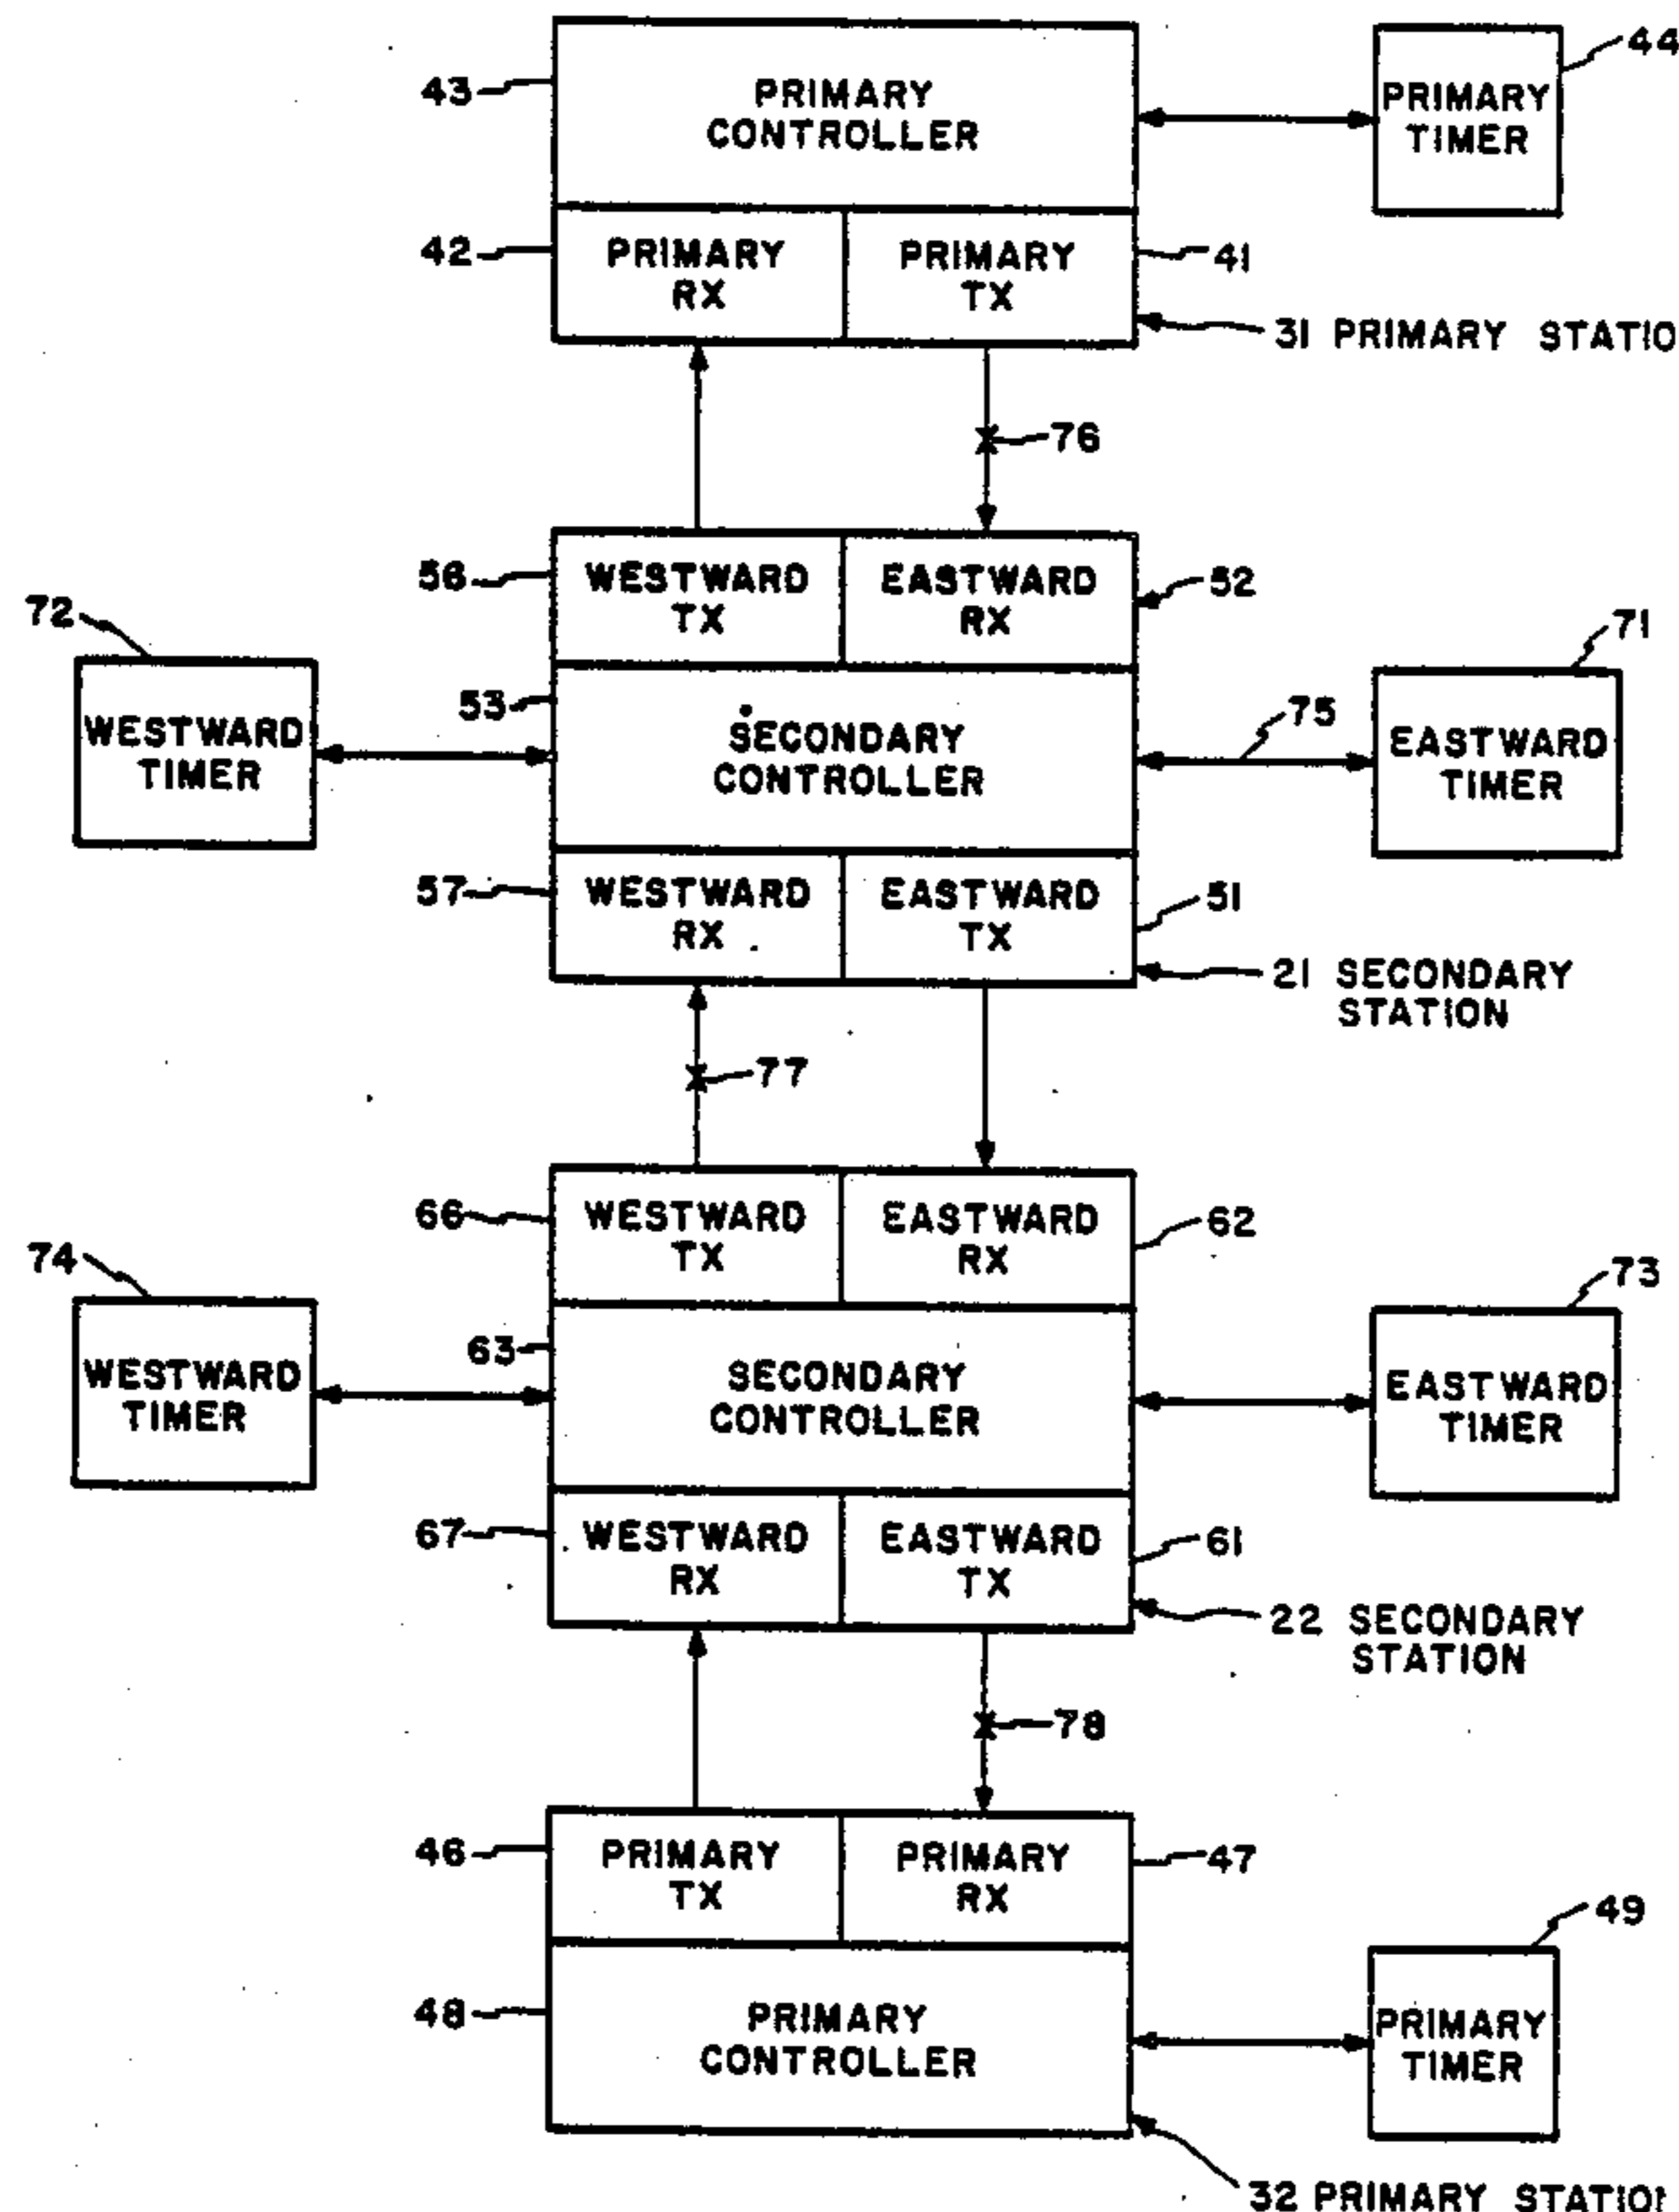 43
PRIMARY
CONTROLLER
PRIMARY
TIMER
44
42
PRIMARY
RX
PRIMARY
TX
41
31 PRIMARY STATIO
76
56
WESTWARD
TX
EASTWARD
RX
52
72
WESTWARD
TIMER
53
SECONDARY
CONTROLLER
75
71
EASTWARD
TIMER
57
WESTWARD
RX
EASTWARD
TX
51
21 SECONDARY
STATION
77
66
WESTWARD
TX
EASTWARD
RX
62
74
WESTWARD
TIMER
63
SECONDARY
CONTROLLER
73
EASTWARD
TIMER
67
WESTWARD
RX
EASTWARD
TX
61
22 SECONDARY
STATION
78
46
PRIMARY
TX
PRIMARY
RX
47
48
PRIMARY
CONTROLLER
49
PRIMARY
TIMER
32 PRIMARY STATION